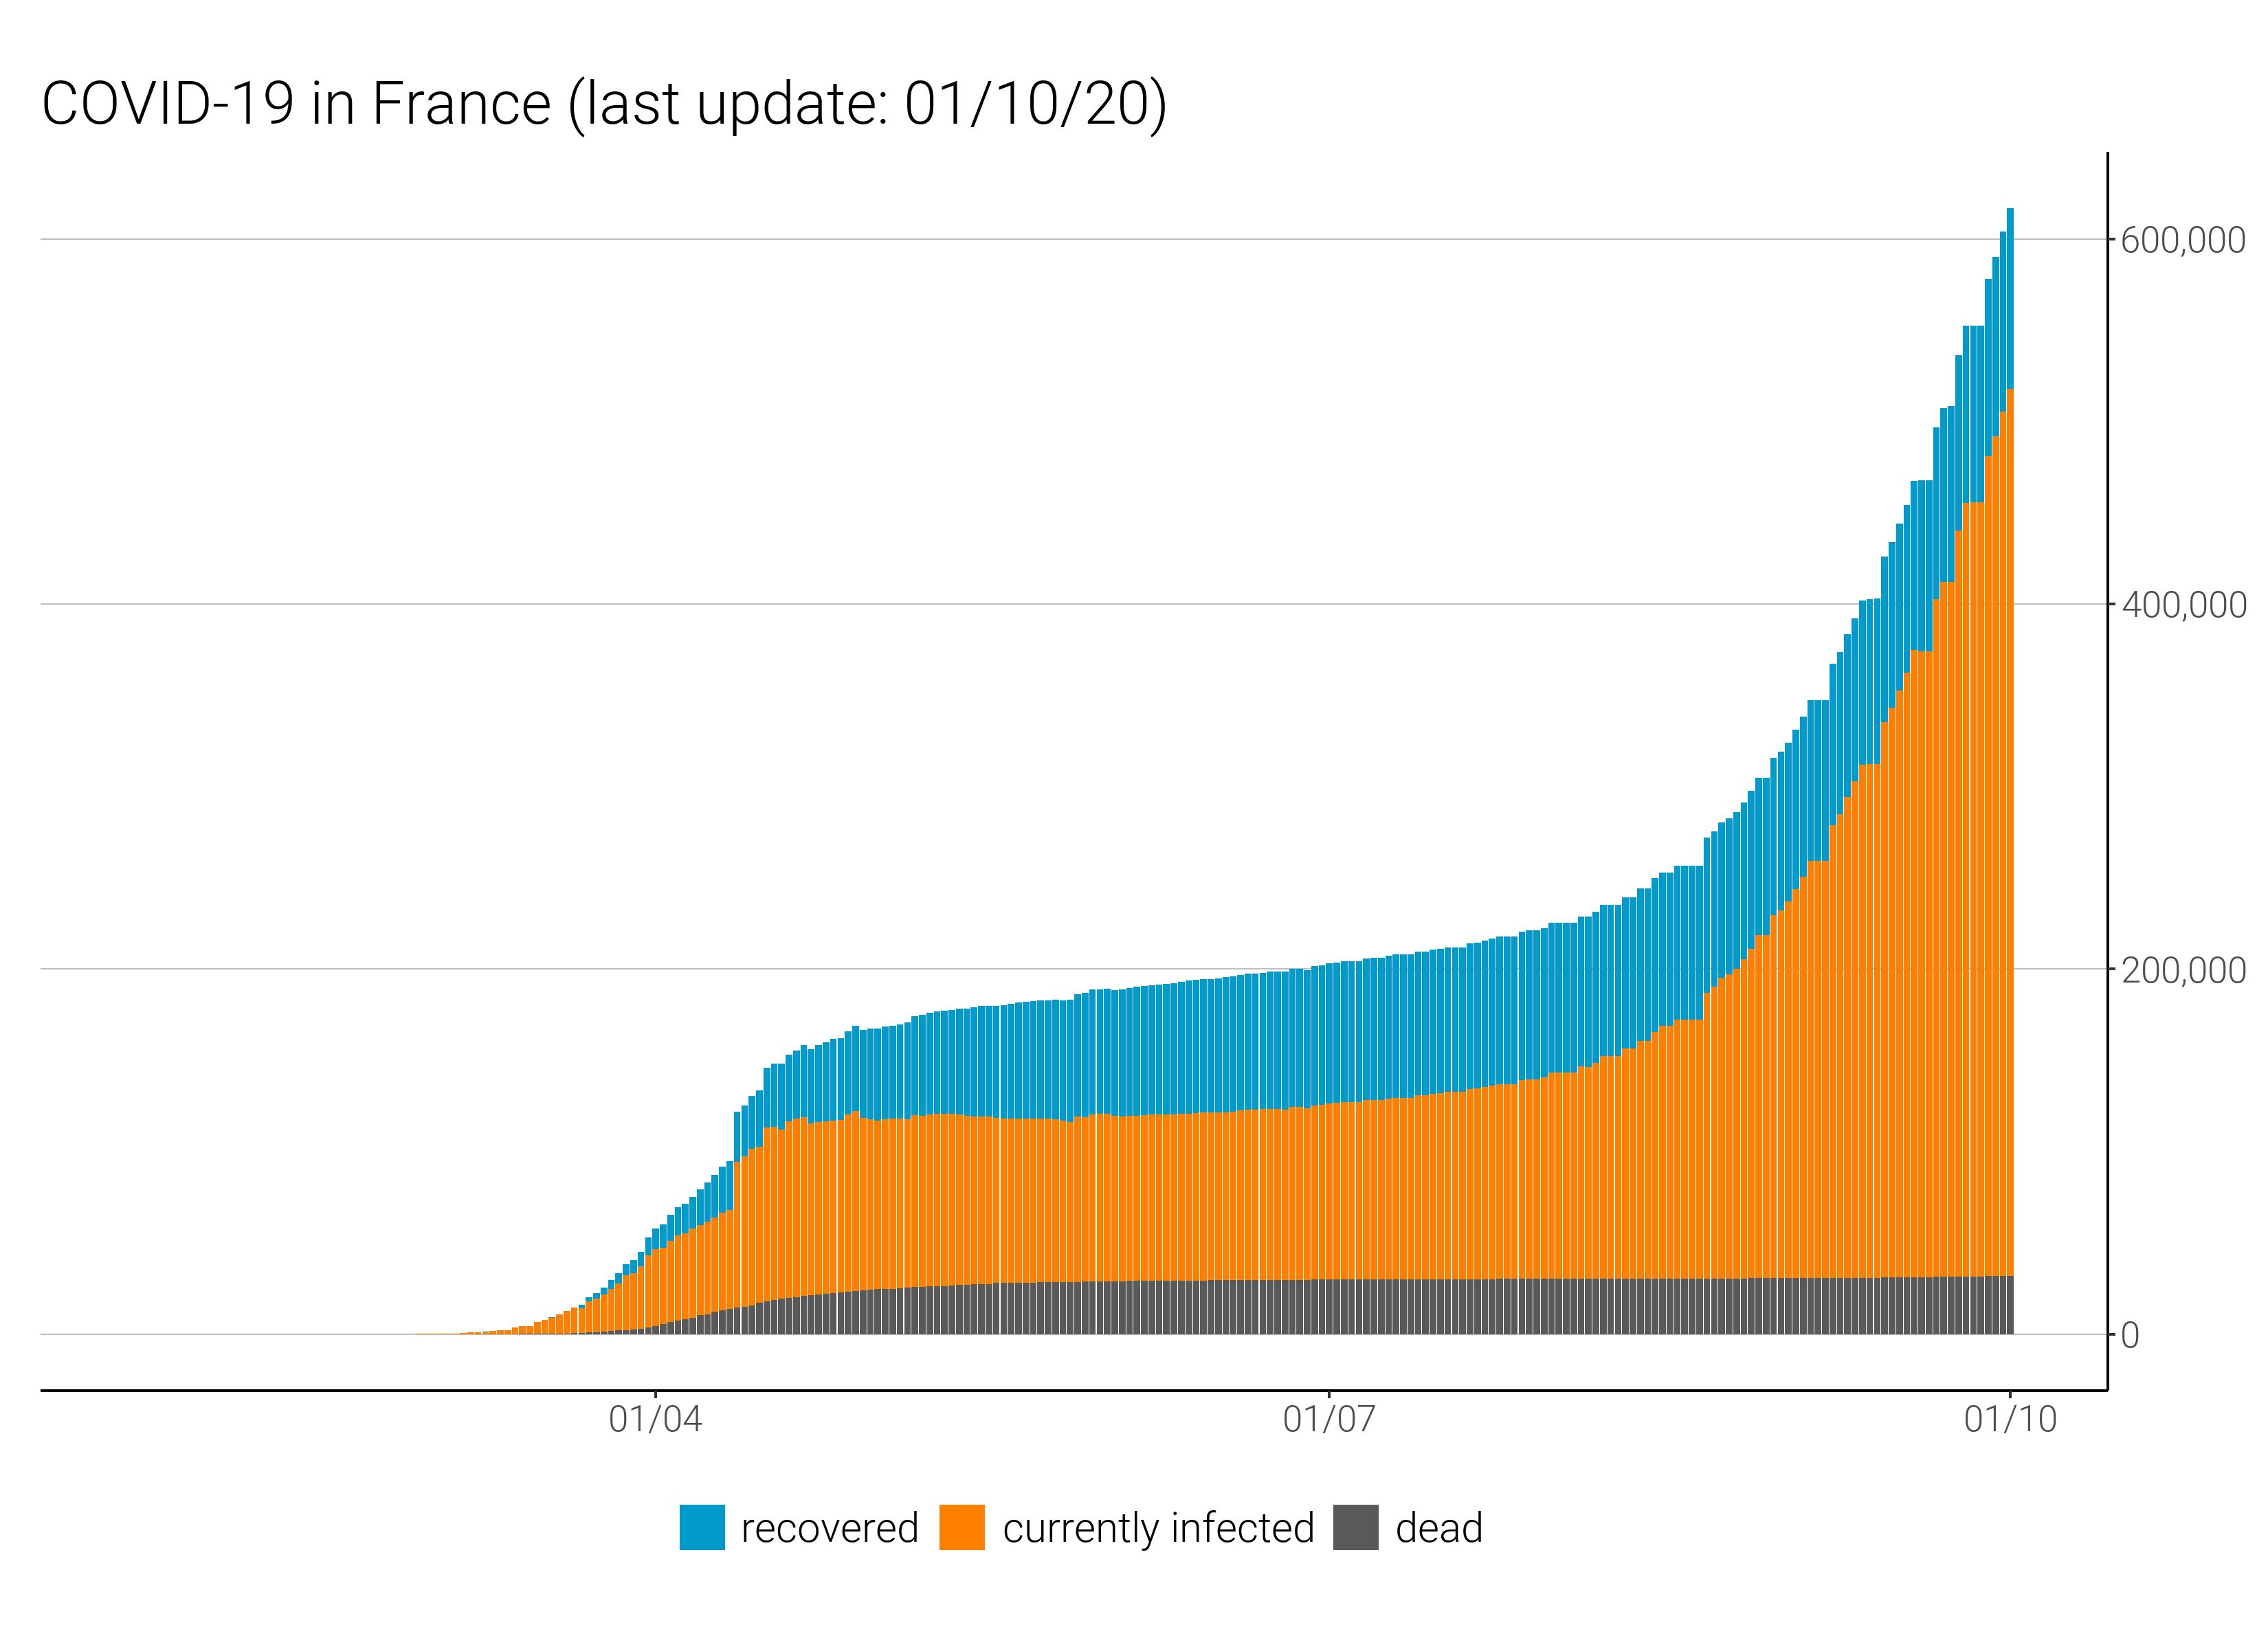 COVID-19 in France (last update: 01/10/20)
600,000
400,000
200,000
0
01/04 01/07 01/10
recovered currently infected dead